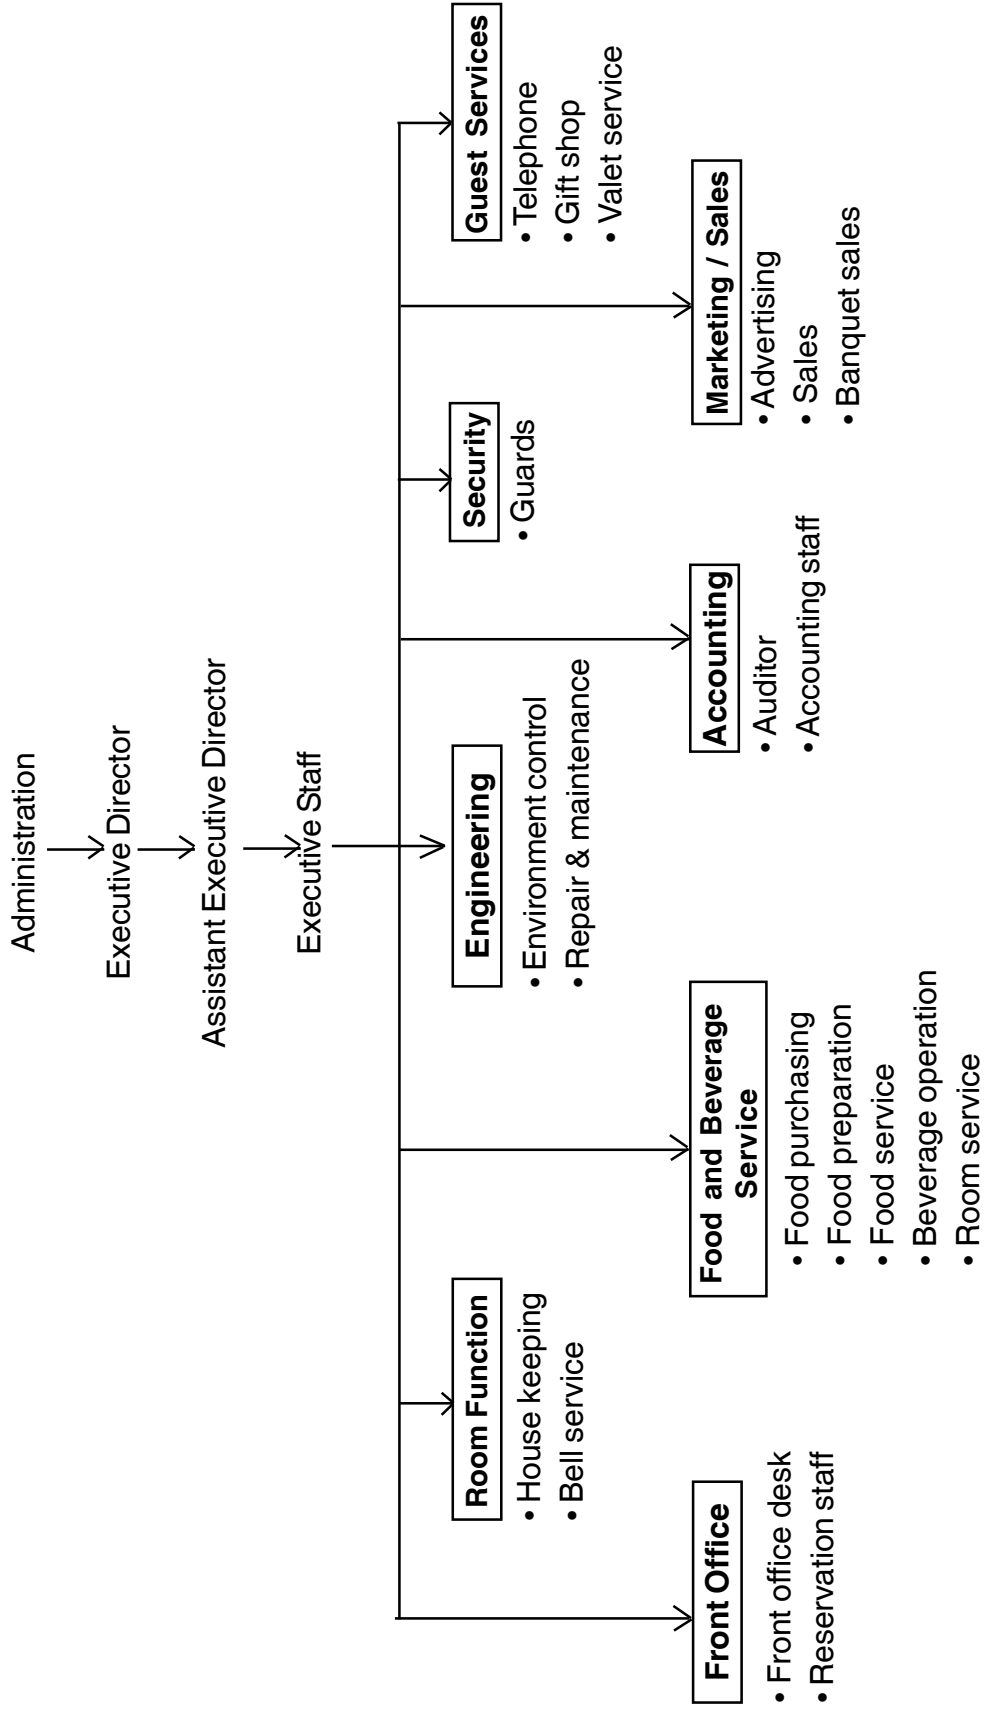 Administration
Executive Director
Assistant Executive Director
Executive Staff
Room Function
• House keeping
• Bell service
Engineering
• Environment control
• Repair & maintenance
Security
• Guards
Guest Services
• Telephone
• Gift shop
• Valet service
Front Office
• Front office desk
• Reservation staff
Food and Beverage
Service
• Food purchasing
• Food preparation
• Food service
• Beverage operation
• Room service
Accounting
• Auditor
• Accounting staff
Marketing / Sales
• Advertising
• Sales
• Banquet sales